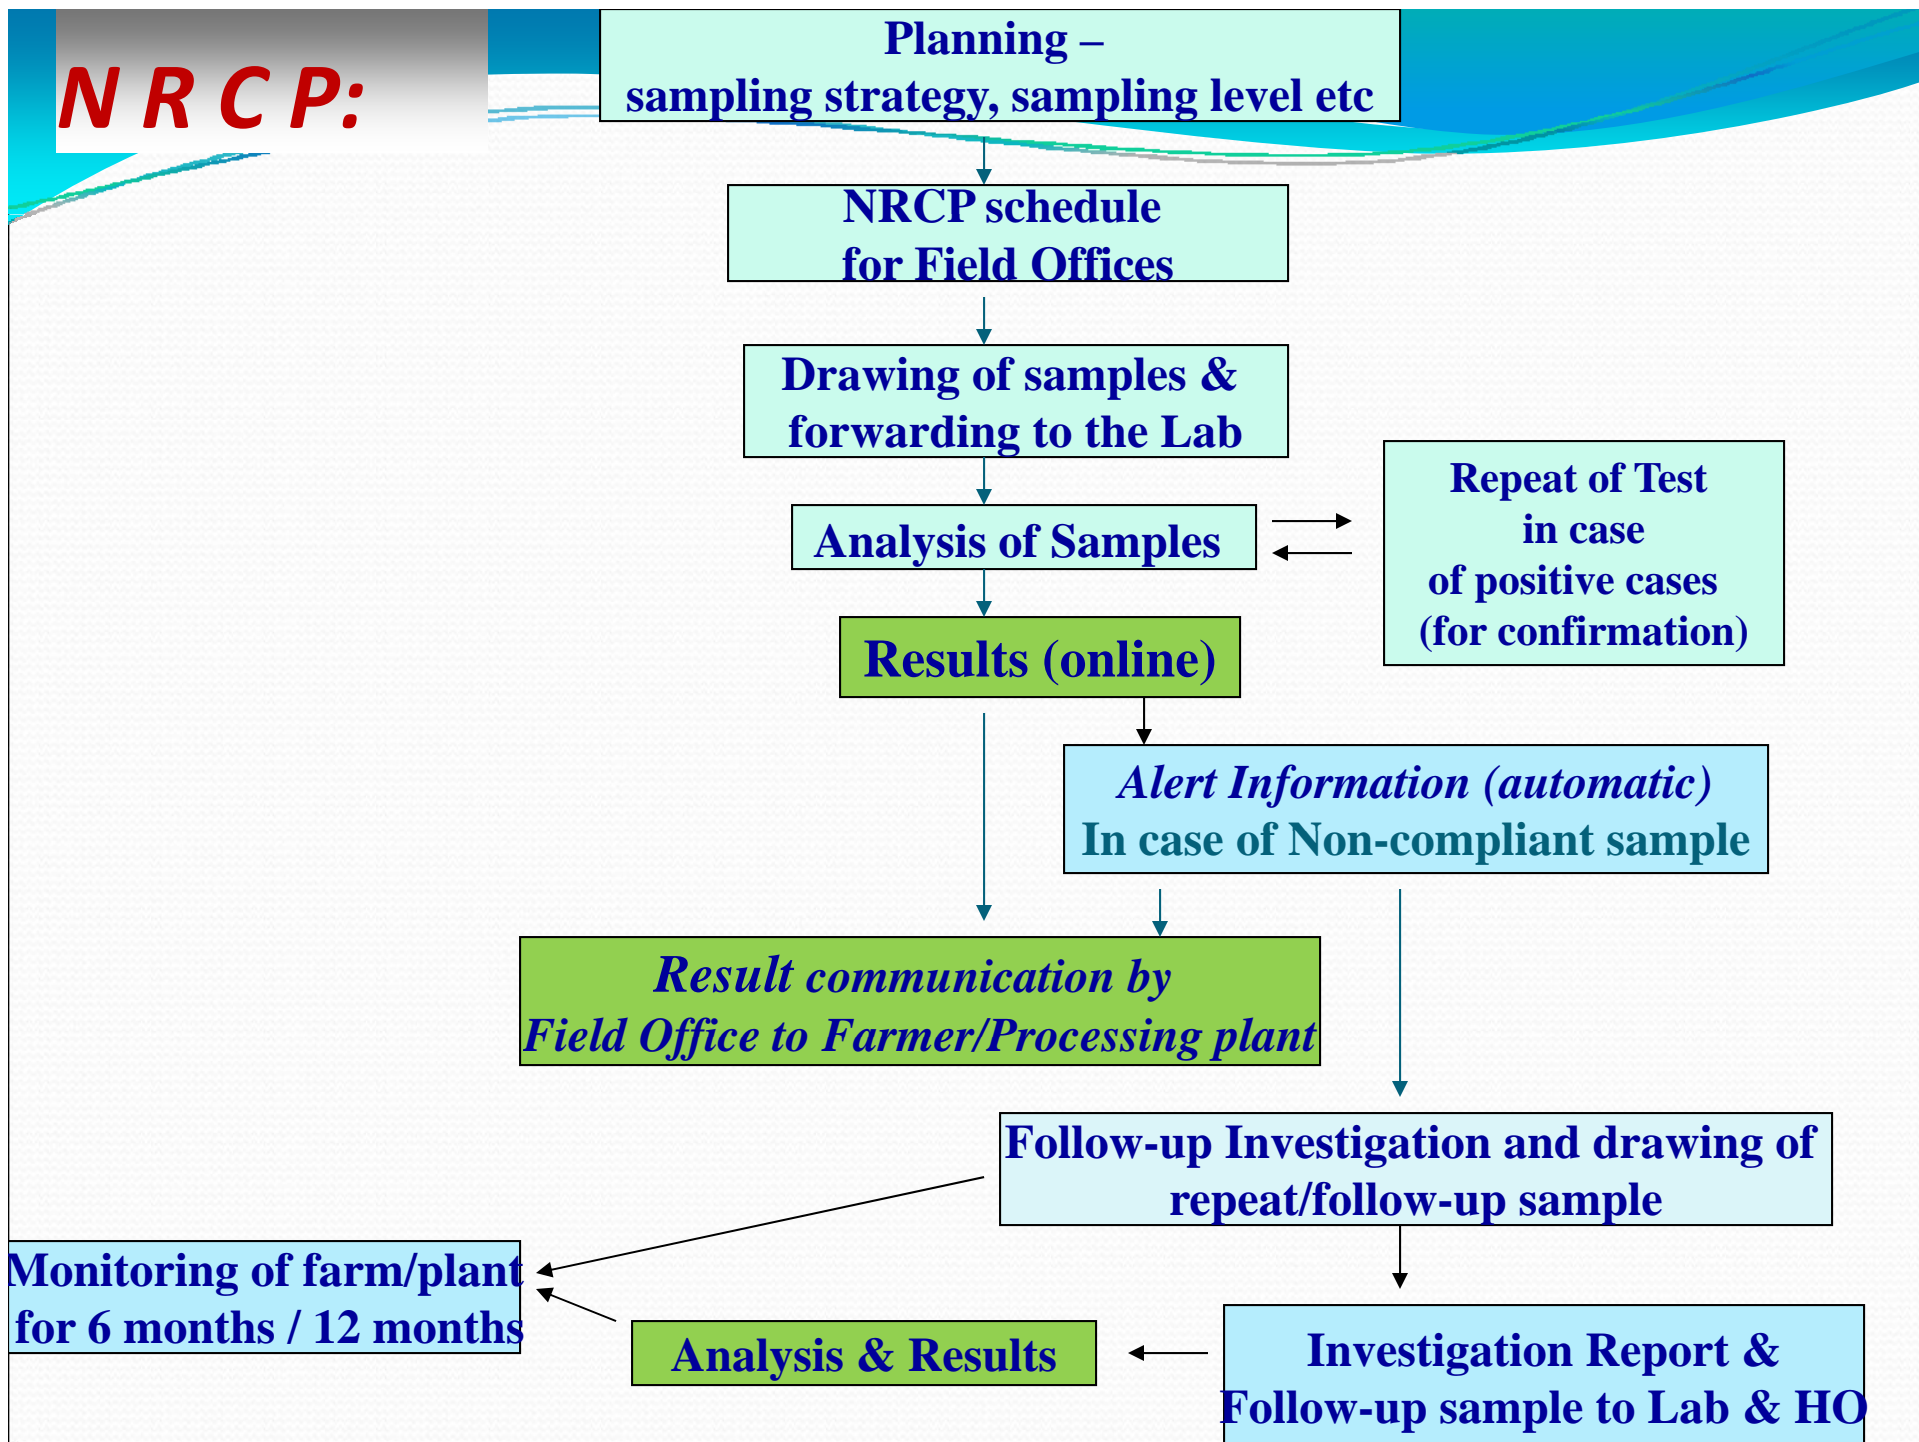 N R C P:
Planning –
sampling strategy, sampling level etc
NRCP schedule
for Field Offices
Drawing of samples &
forwarding to the Lab
Analysis of Samples
Repeat of Test
in case
of positive cases
(for confirmation)
Results (online)
Alert Information (automatic)
In case of Non-compliant sample
Result communication by
Field Office to Farmer/Processing plant
Follow-up Investigation and drawing of
repeat/follow-up sample
Monitoring of farm/plant
for 6 months / 12 months
Analysis & Results
Investigation Report &
Follow-up sample to Lab & HO